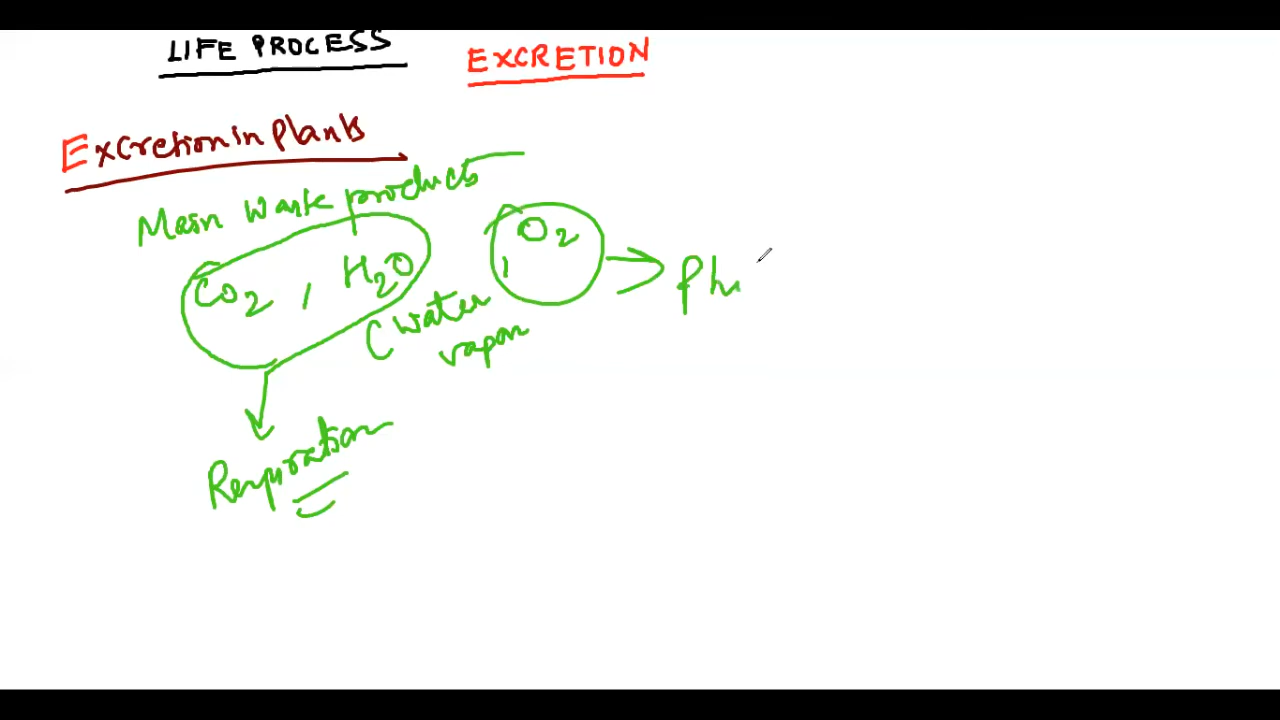 LIFE PROCESS
EXCRETION
Excretion in Plants
Main Waste products
CO2 , H2O
O2
(water
vapour
Respiration